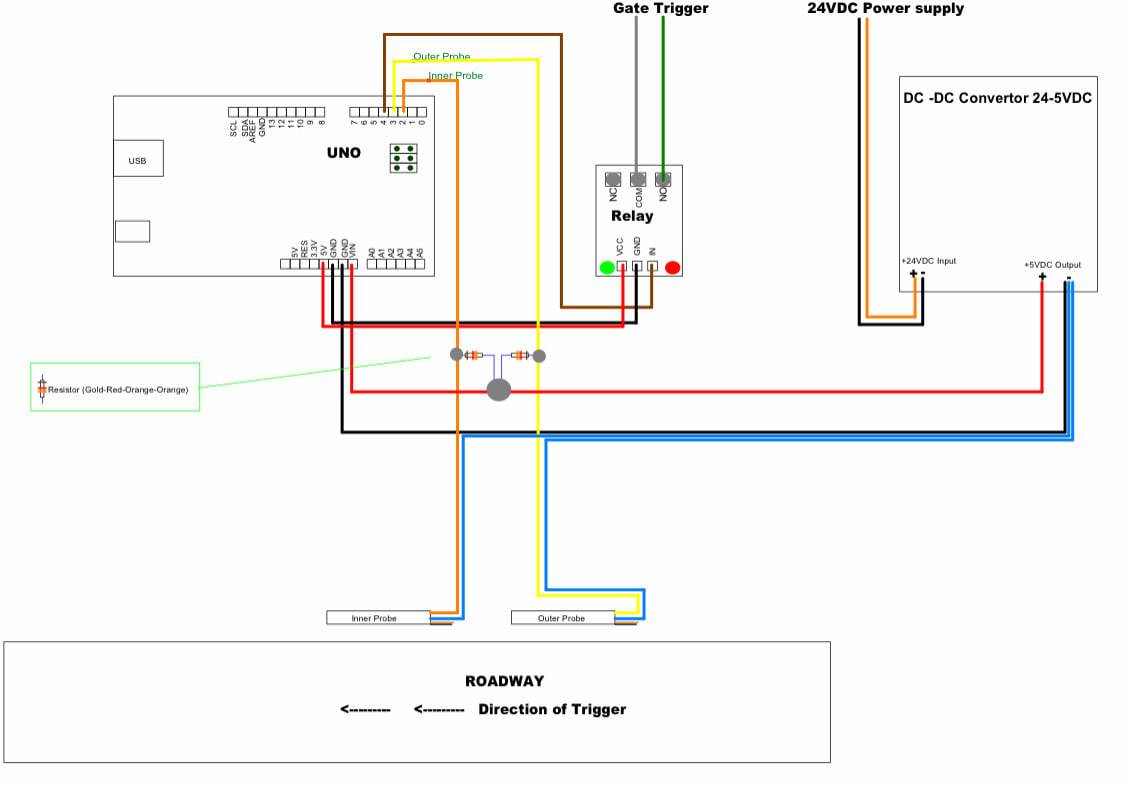 Gate Trigger
24VDC Power supply
Outer Probe
Inner Probe
DC -DC Convertor 24-5VDC
SCL
SDA
AREF
GND
13
12
11
10
9
8
7
6
5
4
3
2
1
0
USB
UNO
NC
COM
NO
Relay
VCC
GND
IN
5V
RES
3.3V
5V
GND
GND
VIN
A0
A1
A2
A3
A4
A5
+24VDC Input
+ -
+5VDC Output
+ -
Resistor (Gold-Red-Orange-Orange)
Inner Probe
Outer Probe
ROADWAY
<--------- <--------- Direction of Trigger